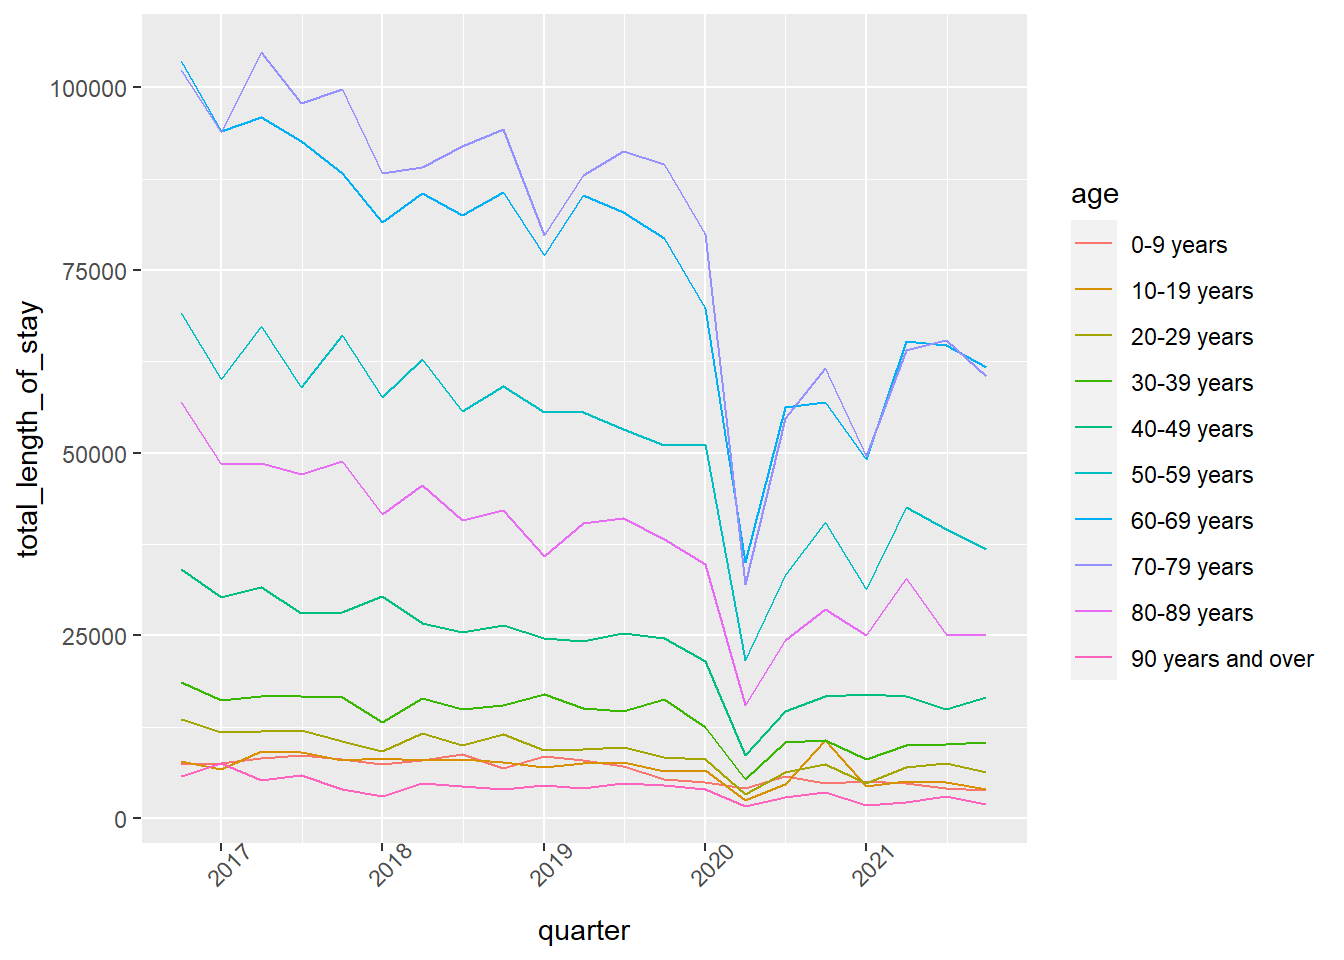 total_length_of_stay
100000
75000
50000
25000
0
2017
2018
2019
2020
2021
quarter
age
0-9 years
10-19 years
20-29 years
30-39 years
40-49 years
50-59 years
60-69 years
70-79 years
80-89 years
90 years and over